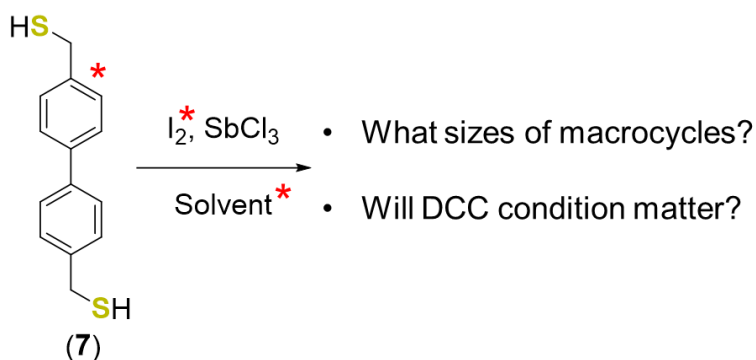 HS
*
I₂*, SbCl₃
Solvent*
• What sizes of macrocycles?
• Will DCC condition matter?
SH
(7)